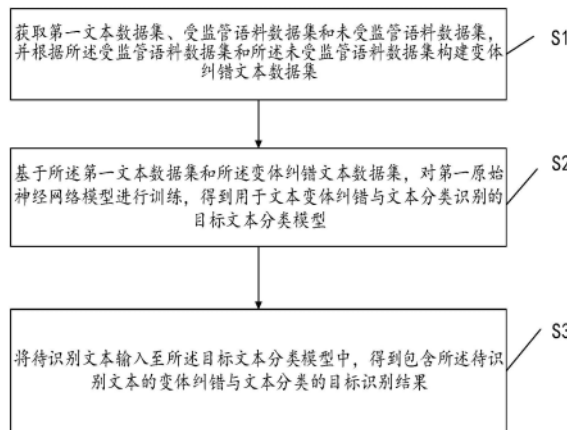 获取第一文本数据集、受监管语料数据集和未受监管语料数据集，
并根据所述受监管语料数据集和所述未受监管语料数据集构建变体
纠错文本数据集
S1
基于所述第一文本数据集和所述变体纠错文本数据集，对第一原始
神经网络模型进行训练，得到用于文本变体纠错与文本分类识别的
目标文本分类模型
S2
将待识别文本输入至所述目标文本分类模型中，得到包含所述待识
别文本的变体纠错与文本分类的目标识别结果
S3